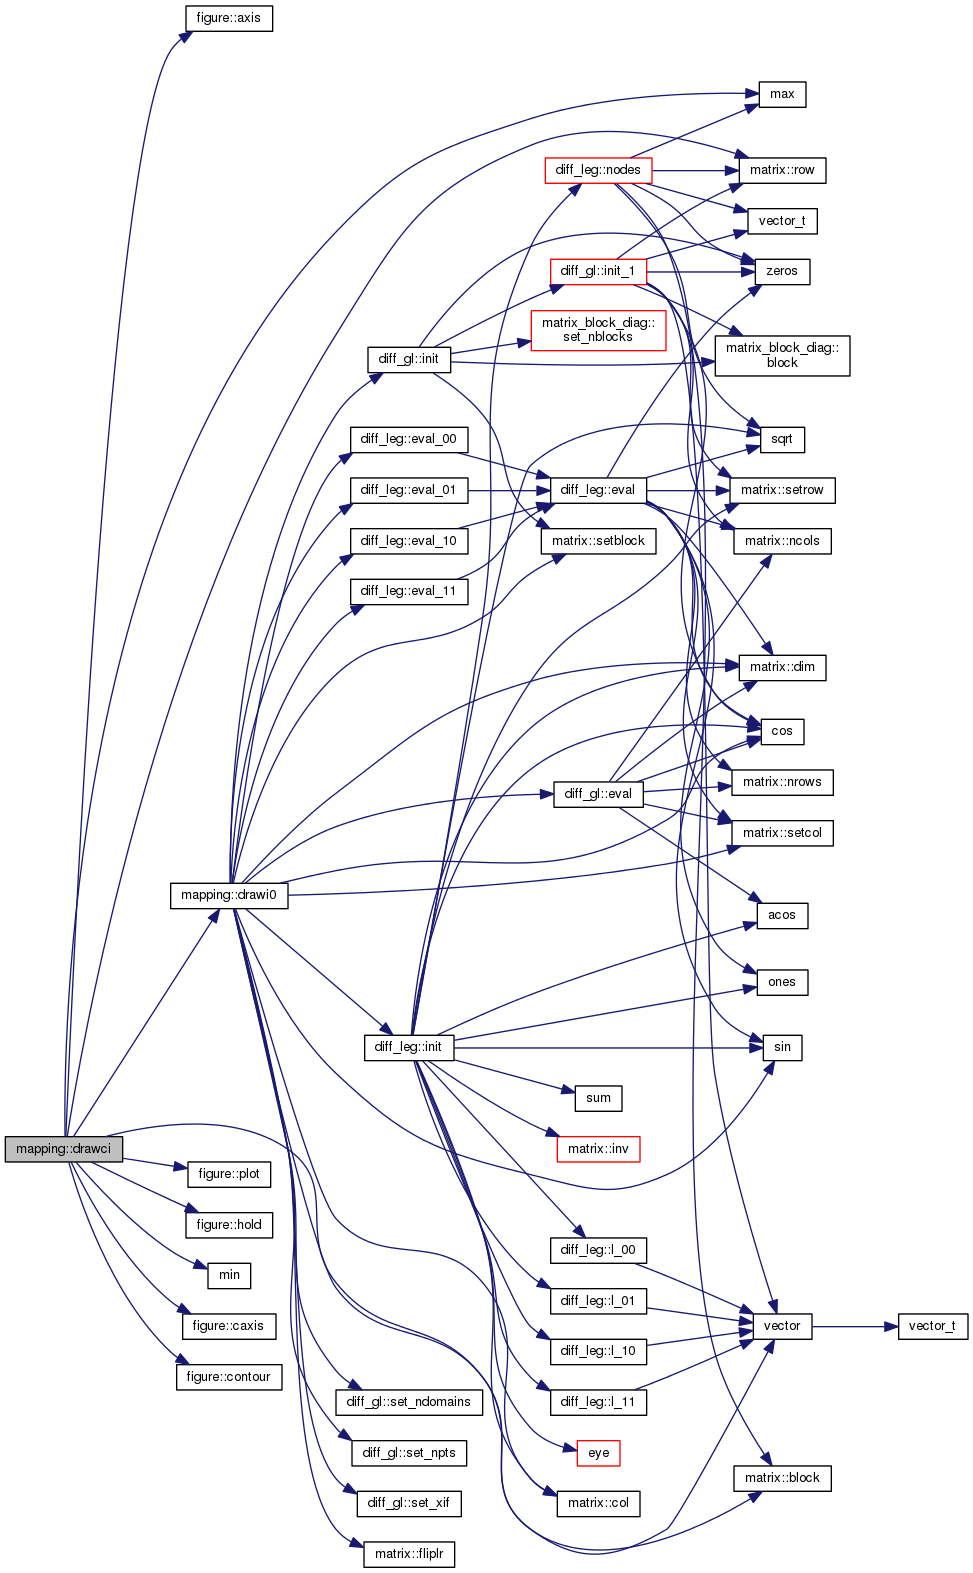 figure::axis
max
diff_leg::nodes
matrix::row
vector_t
diff_gl::init_1
zeros
matrix_block_diag::
set_nblocks
matrix_block_diag::
block
diff_gl::init
diff_leg::eval_00
sqrt
diff_leg::eval_01
diff_leg::eval
matrix::setrow
diff_leg::eval_10
matrix::setblock
matrix::ncols
diff_leg::eval_11
matrix::dim
cos
diff_gl::eval
matrix::nrows
matrix::setcol
mapping::drawi0
acos
ones
diff_leg::init
sin
sum
mapping::drawci
matrix::inv
figure::plot
figure::hold
diff_leg::l_00
min
diff_leg::l_01
figure::caxis
vector
vector_t
diff_leg::l_10
figure::contour
diff_gl::set_ndomains
diff_leg::l_11
diff_gl::set_npts
eye
matrix::block
diff_gl::set_xif
matrix::col
matrix::fliplr